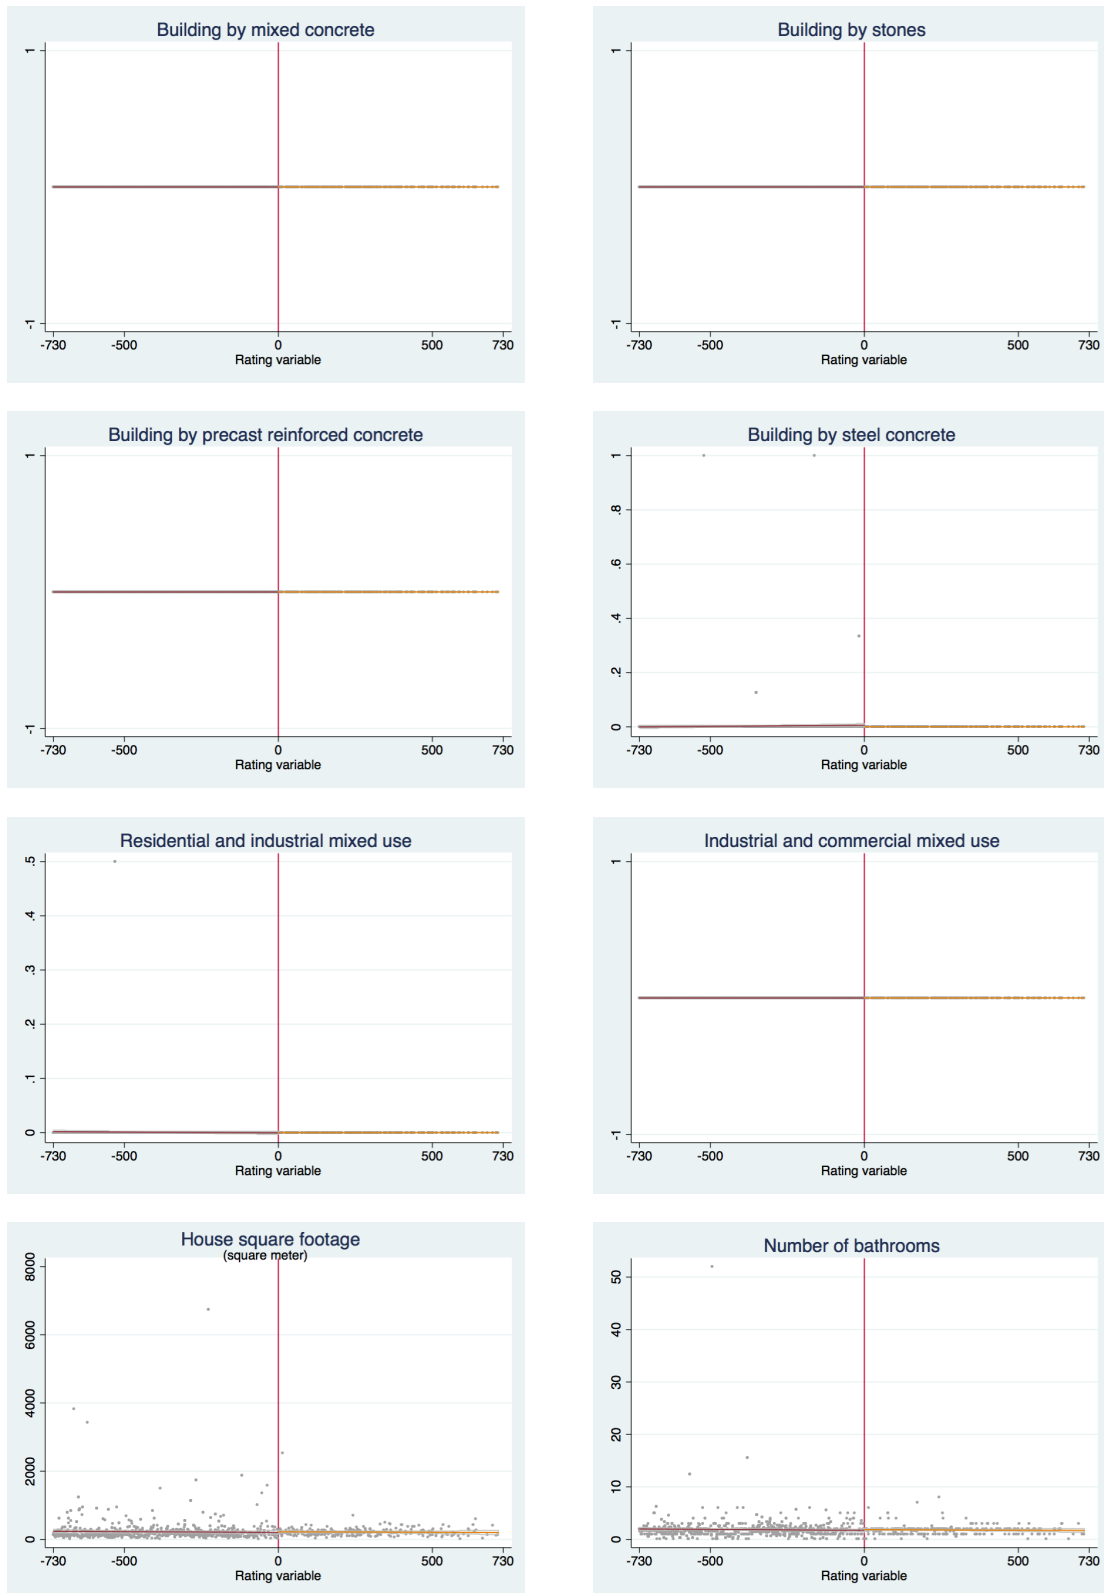 Building by mixed concrete
1
-1
-730 -500 0 500 730
Rating variable
Building by stones
1
-1
-730 -500 0 500 730
Rating variable
Building by precast reinforced concrete
1
-1
-730 -500 0 500 730
Rating variable
Building by steel concrete
1
.8
.6
.4
.2
0
-730 -500 0 500 730
Rating variable
Residential and industrial mixed use
.5
.4
.3
.2
.1
0
-730 -500 0 500 730
Rating variable
Industrial and commercial mixed use
1
-1
-730 -500 0 500 730
Rating variable
House square footage
(square meter)
8000
6000
4000
2000
0
-730 -500 0 500 730
Rating variable
Number of bathrooms
50
40
30
20
10
0
-730 -500 0 500 730
Rating variable